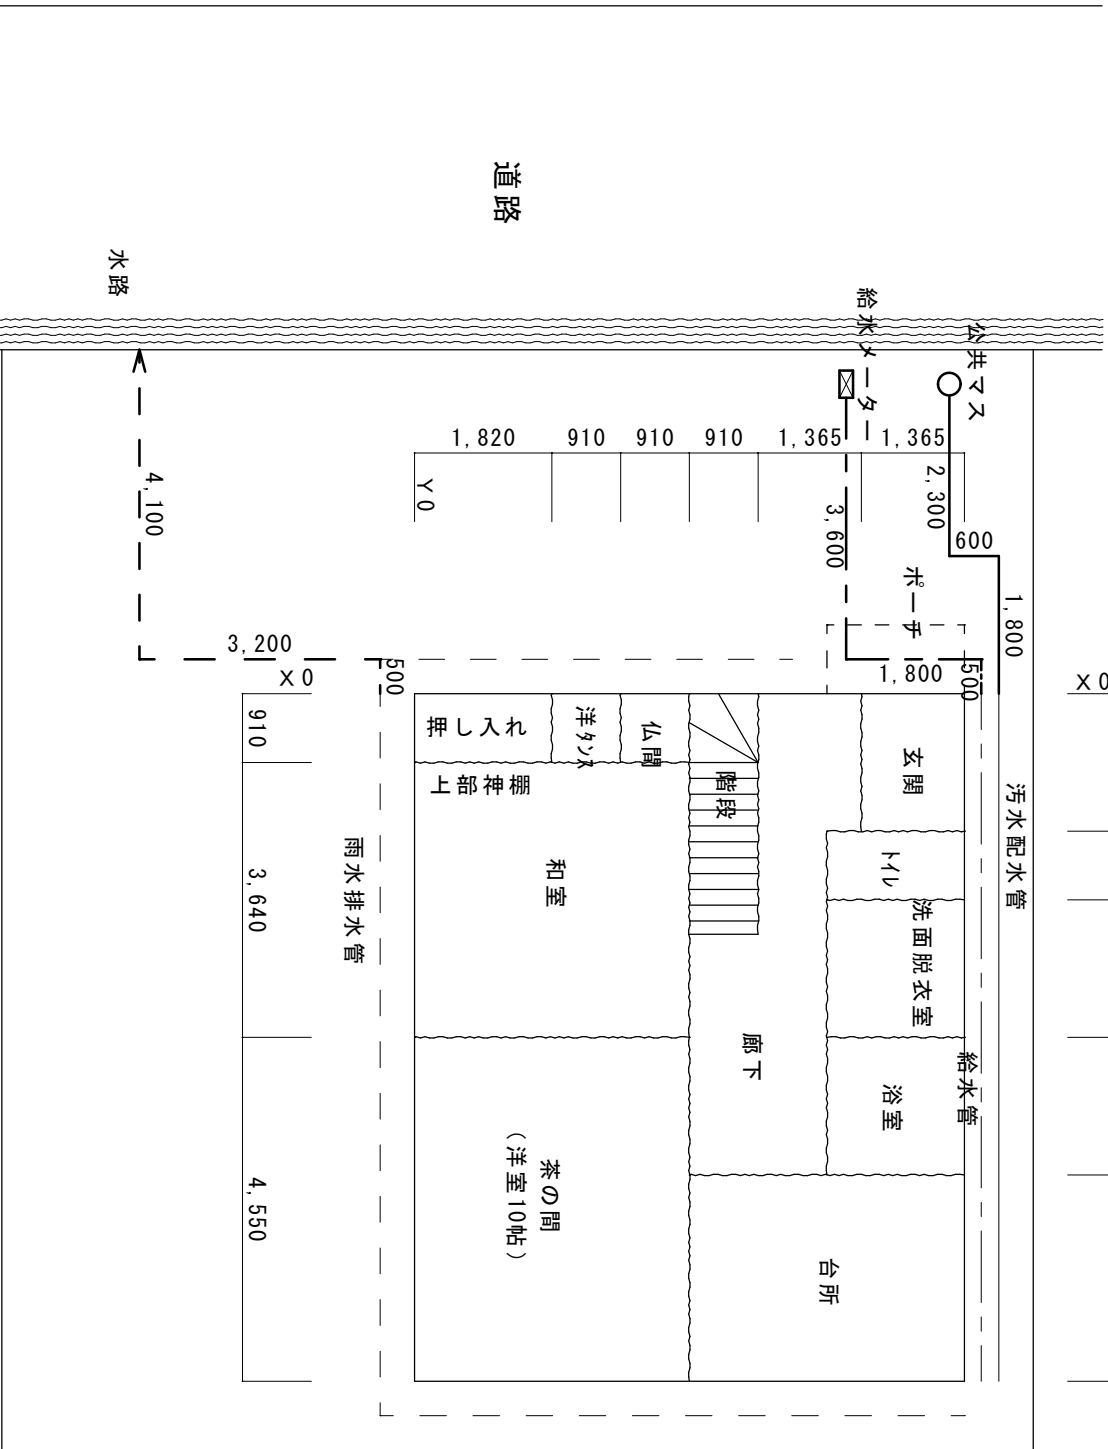 道路
水路
給水メーター
公共マス
1,820
910
910
910
1,365
1,365
Y0
2,300
600
4,100
3,600
ポーチ
1,800
3,200
500
1,800
500
X0
X0
910
押し入れ
洋タンス
仏間
玄関
上部神棚
階段
汚水配水管
雨水排水管
3,640
和室
トイレ
洗面脱衣室
廊下
給水管
浴室
4,550
茶の間
(洋室10帖)
台所